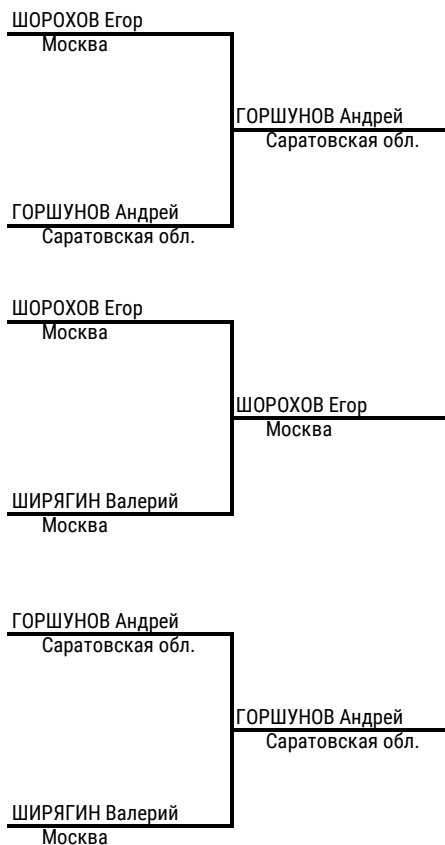 ШОРОХОВ Егор
Москва
ГОРШУНОВ Андрей
Саратовская обл.
ГОРШУНОВ Андрей
Саратовская обл.
ШОРОХОВ Егор
Москва
ШОРОХОВ Егор
Москва
ШИРЯГИН Валерий
Москва
ГОРШУНОВ Андрей
Саратовская обл.
ГОРШУНОВ Андрей
Саратовская обл.
ШИРЯГИН Валерий
Москва